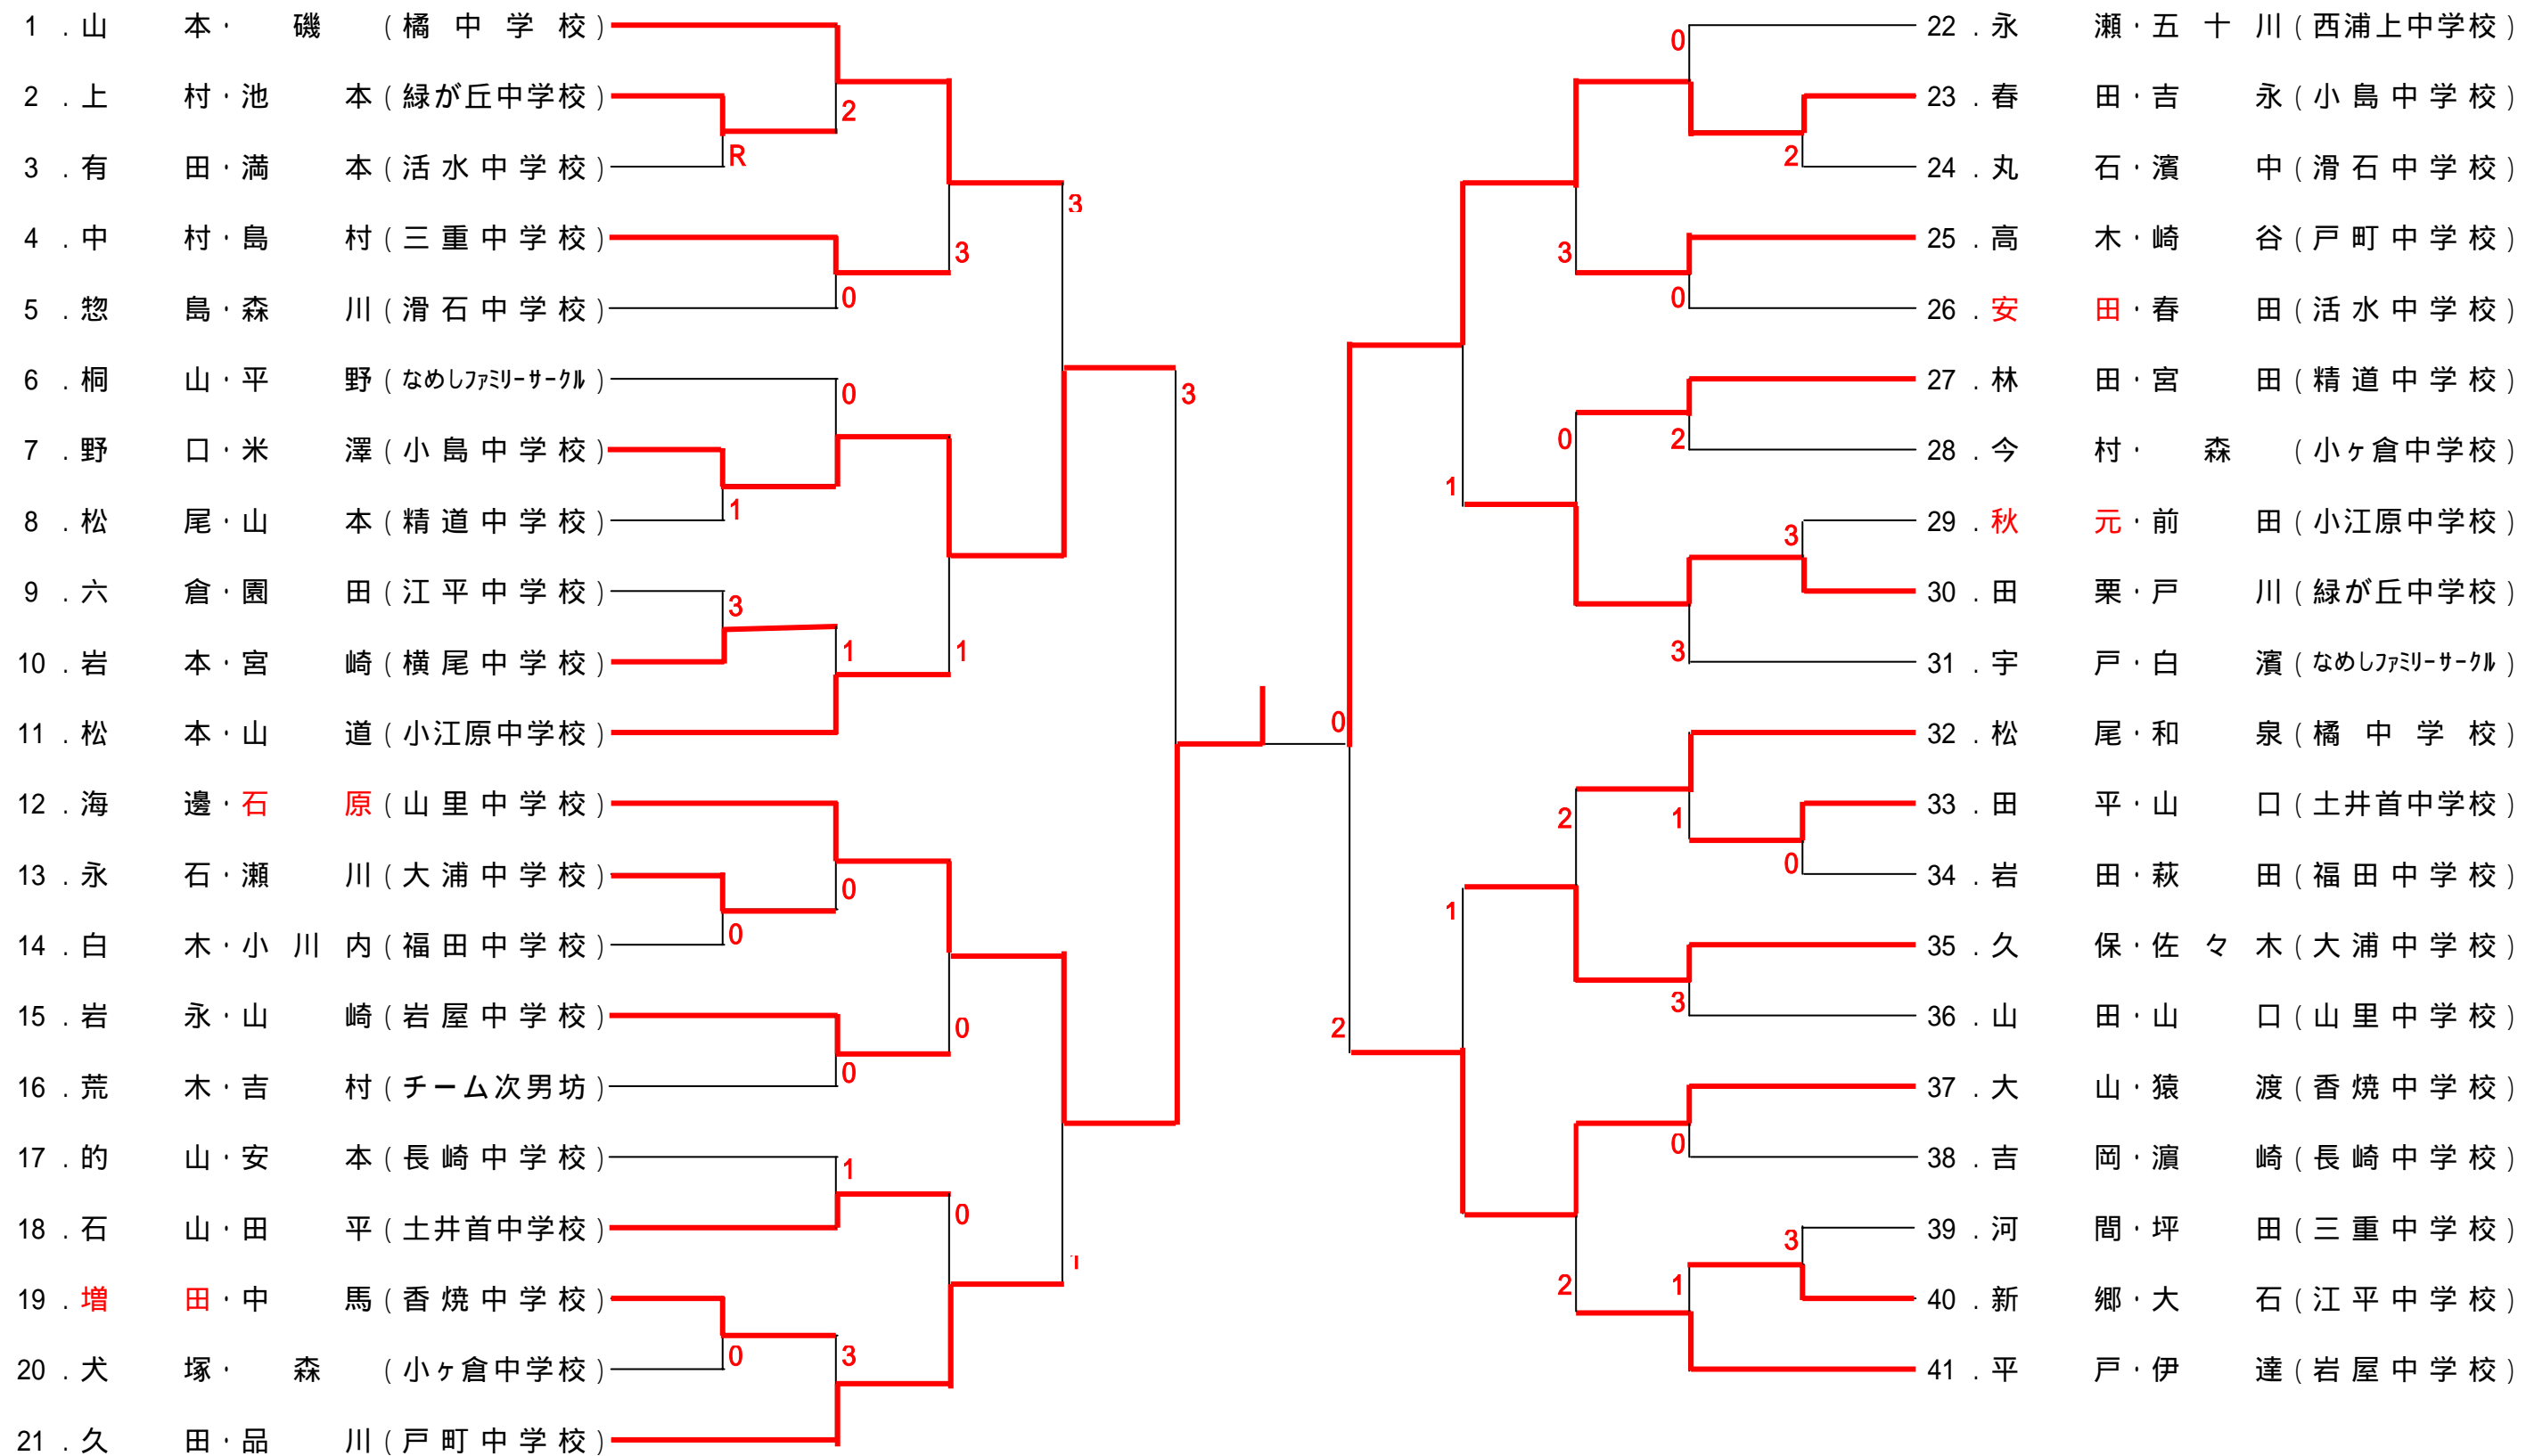 1 . 山本・磯 (橘中学校)
2 . 上村・池本 (緑が丘中学校)
3 . 有田・満本 (活水中学校)
4 . 中村・島村 (三重中学校)
5 . 惣島・森川 (滑石中学校)
6 . 桐山・平野 (なめしファミリーサークル)
7 . 野口・米澤 (小島中学校)
8 . 松尾・山本 (精道中学校)
9 . 六倉・園田 (江平中学校)
10 . 岩本・宮崎 (横尾中学校)
11 . 松本・山道 (小江原中学校)
12 . 海邊・石原 (山里中学校)
13 . 永石・瀬川 (大浦中学校)
14 . 白木・小川内 (福田中学校)
15 . 岩永・山崎 (岩屋中学校)
16 . 荒木・吉村 (チーム次男坊)
17 . 的山・安本 (長崎中学校)
18 . 石山・田平 (土井首中学校)
19 . 増田・中馬 (香焼中学校)
20 . 犬塚・森 (小ヶ倉中学校)
21 . 久田・品川 (戸町中学校)
R
1
3
0
0
2
0
0
1
0
0
1
3
3
1
0
0
3
1
3
0
2
22 . 永瀬・五十川 (西浦上中学校)
23 . 春田・吉永 (小島中学校)
24 . 丸石・濱中 (滑石中学校)
25 . 高木・崎谷 (戸町中学校)
26 . 安田・春田 (活水中学校)
27 . 林田・宮田 (精道中学校)
28 . 今村・森 (小ヶ倉中学校)
29 . 秋元・前田 (小江原中学校)
30 . 田栗・戸川 (緑が丘中学校)
31 . 宇戸・白濱 (なめしファミリーサークル)
32 . 松尾・和泉 (橘中学校)
33 . 田平・山口 (土井首中学校)
34 . 岩田・萩田 (福田中学校)
35 . 久保・佐々木 (大浦中学校)
36 . 山田・山口 (山里中学校)
37 . 大山・猿渡 (香焼中学校)
38 . 吉岡・濵崎 (長崎中学校)
39 . 河間・坪田 (三重中学校)
40 . 新郷・大石 (江平中学校)
41 . 平戸・伊達 (岩屋中学校)
1
1
3
0
2
2
0
0
2
3
1
3
0
1
2
3
0
3